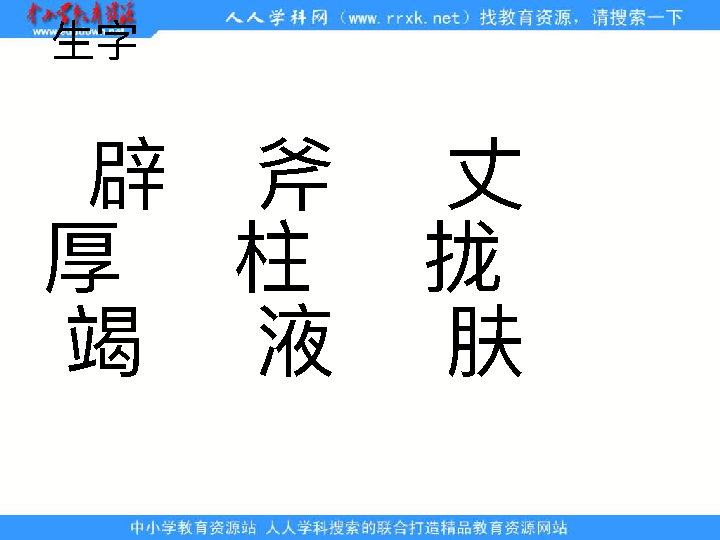 中小学教育资源
人人学科网（www.rrxk.net）找教育资源，请搜索一下
生字
辟 斧 丈
厚 柱 拢
竭 液 肤
中小学教育资源站 人人学科搜索的联合打造精品教育资源网站